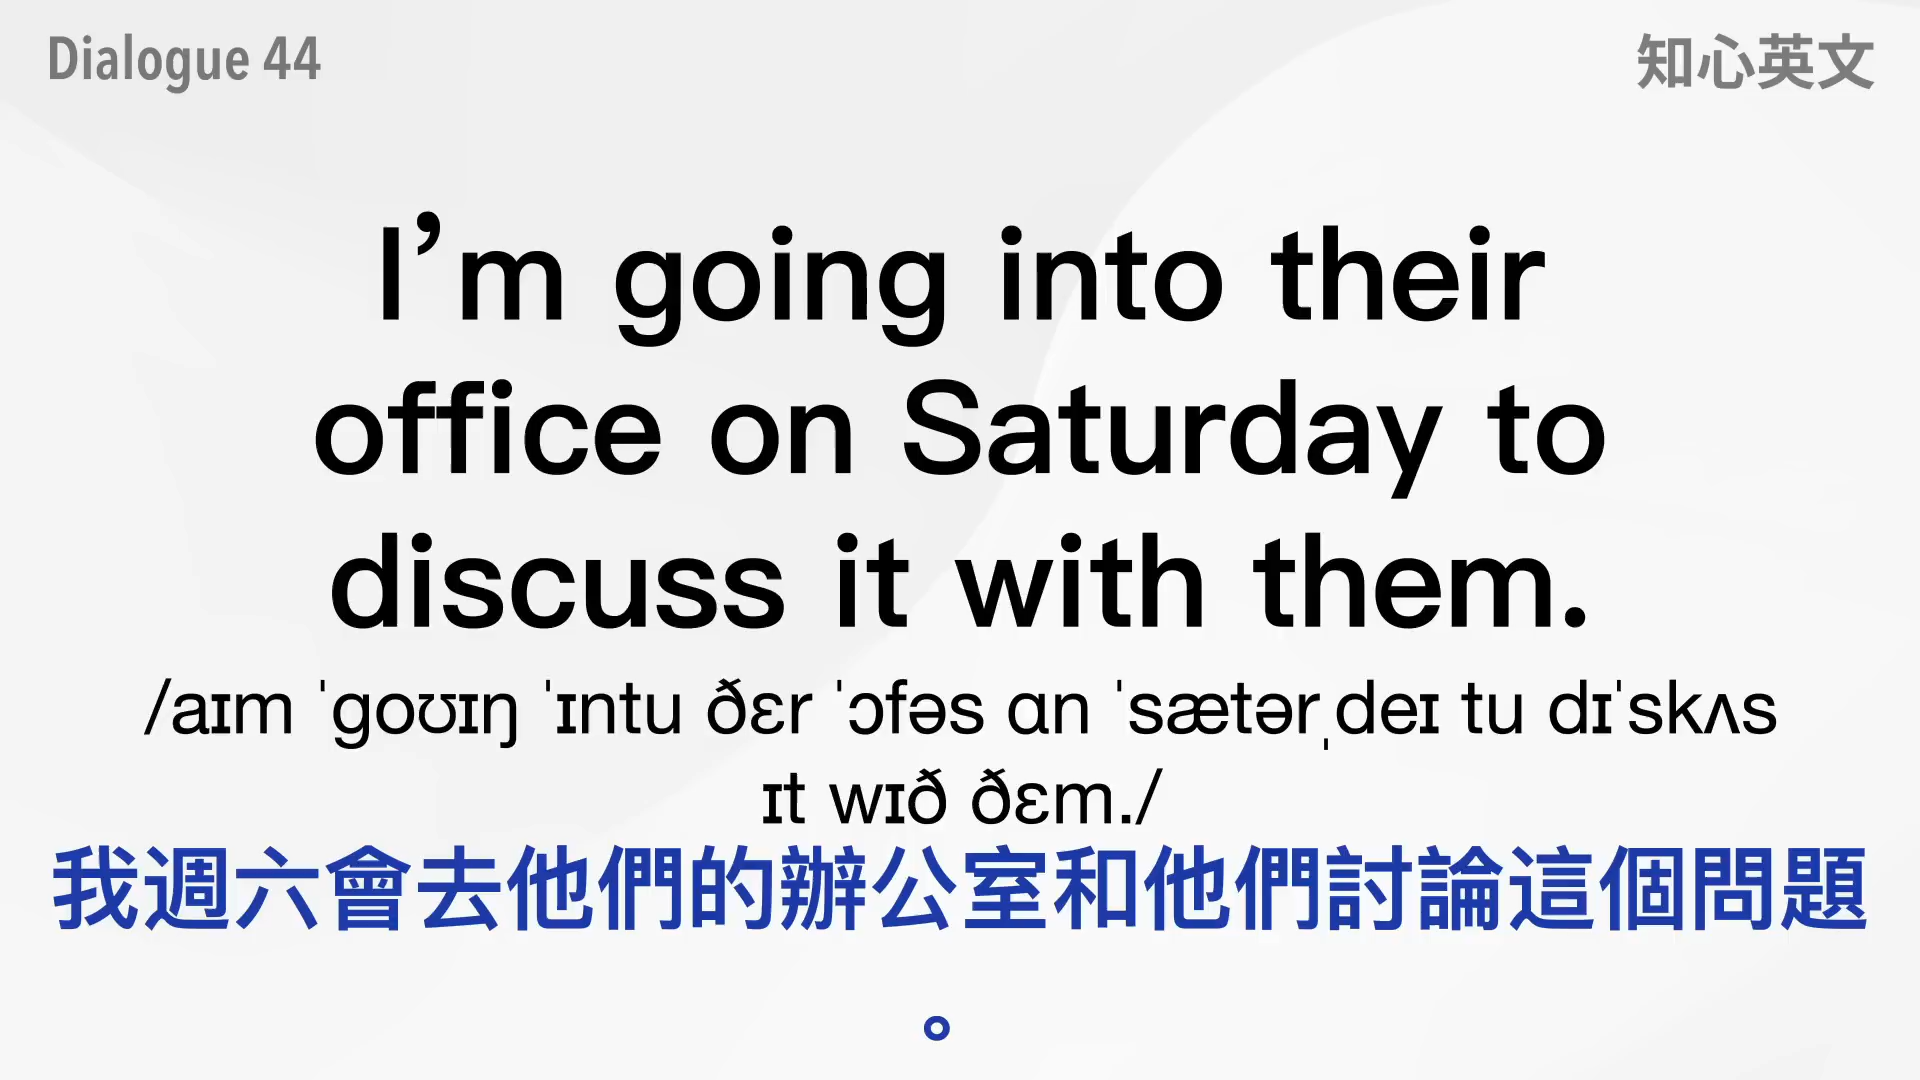 Dialogue 44
知心英文
I’m going into their
office on Saturday to
discuss it with them.
/aɪm ˈɡoʊɪŋ ˈɪntu ðɛr ˈɔfəs ɑn ˈsætərˌdeɪ tu dɪˈskʌs
ɪt wɪð ðɛm./
我週六會去他們的辦公室和他們討論這個問題
。